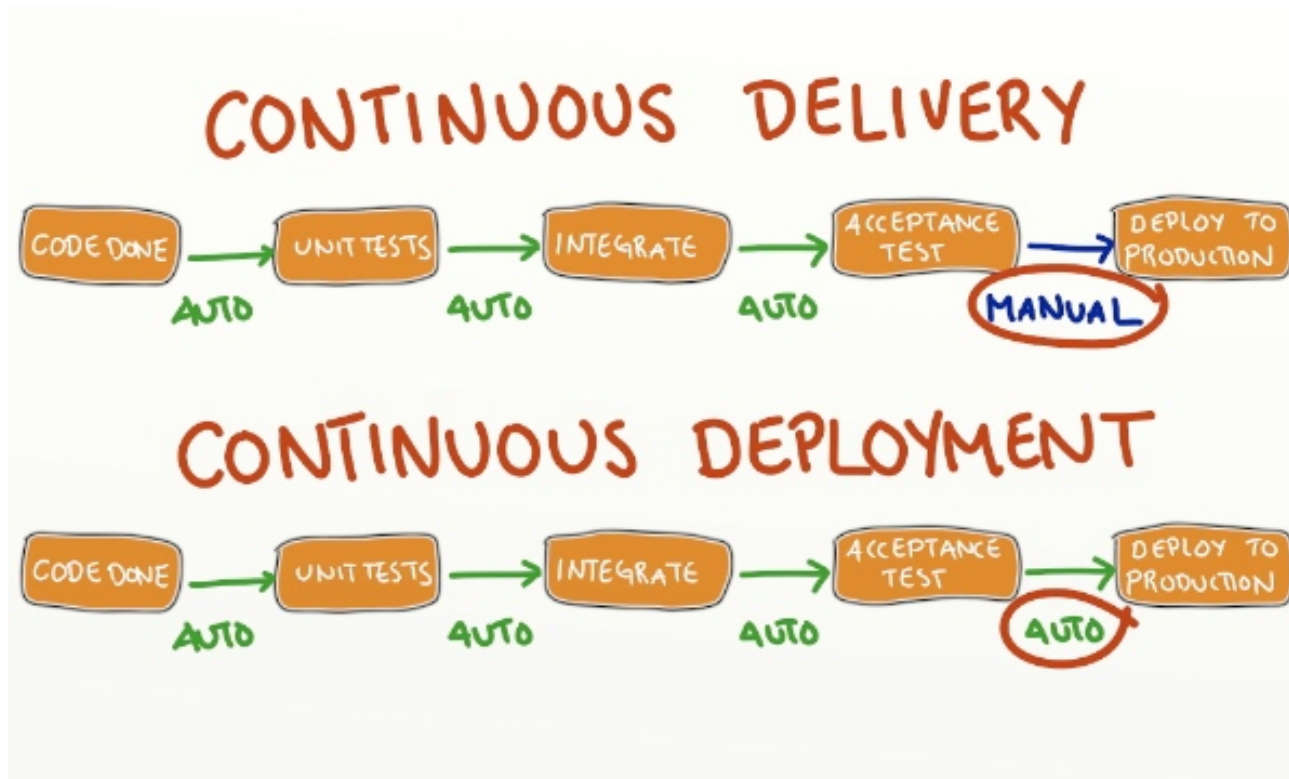 CONTINUOUS DELIVERY
CODE DONE
UNIT TESTS
INTEGRATE
ACCEPTANCE
TEST
DEPLOY TO
PRODUCTION
AUTO
AUTO
AUTO
MANUAL
CONTINUOUS DEPLOYMENT
CODE DONE
UNIT TESTS
INTEGRATE
ACCEPTANCE
TEST
DEPLOY TO
PRODUCTION
AUTO
AUTO
AUTO
AUTO